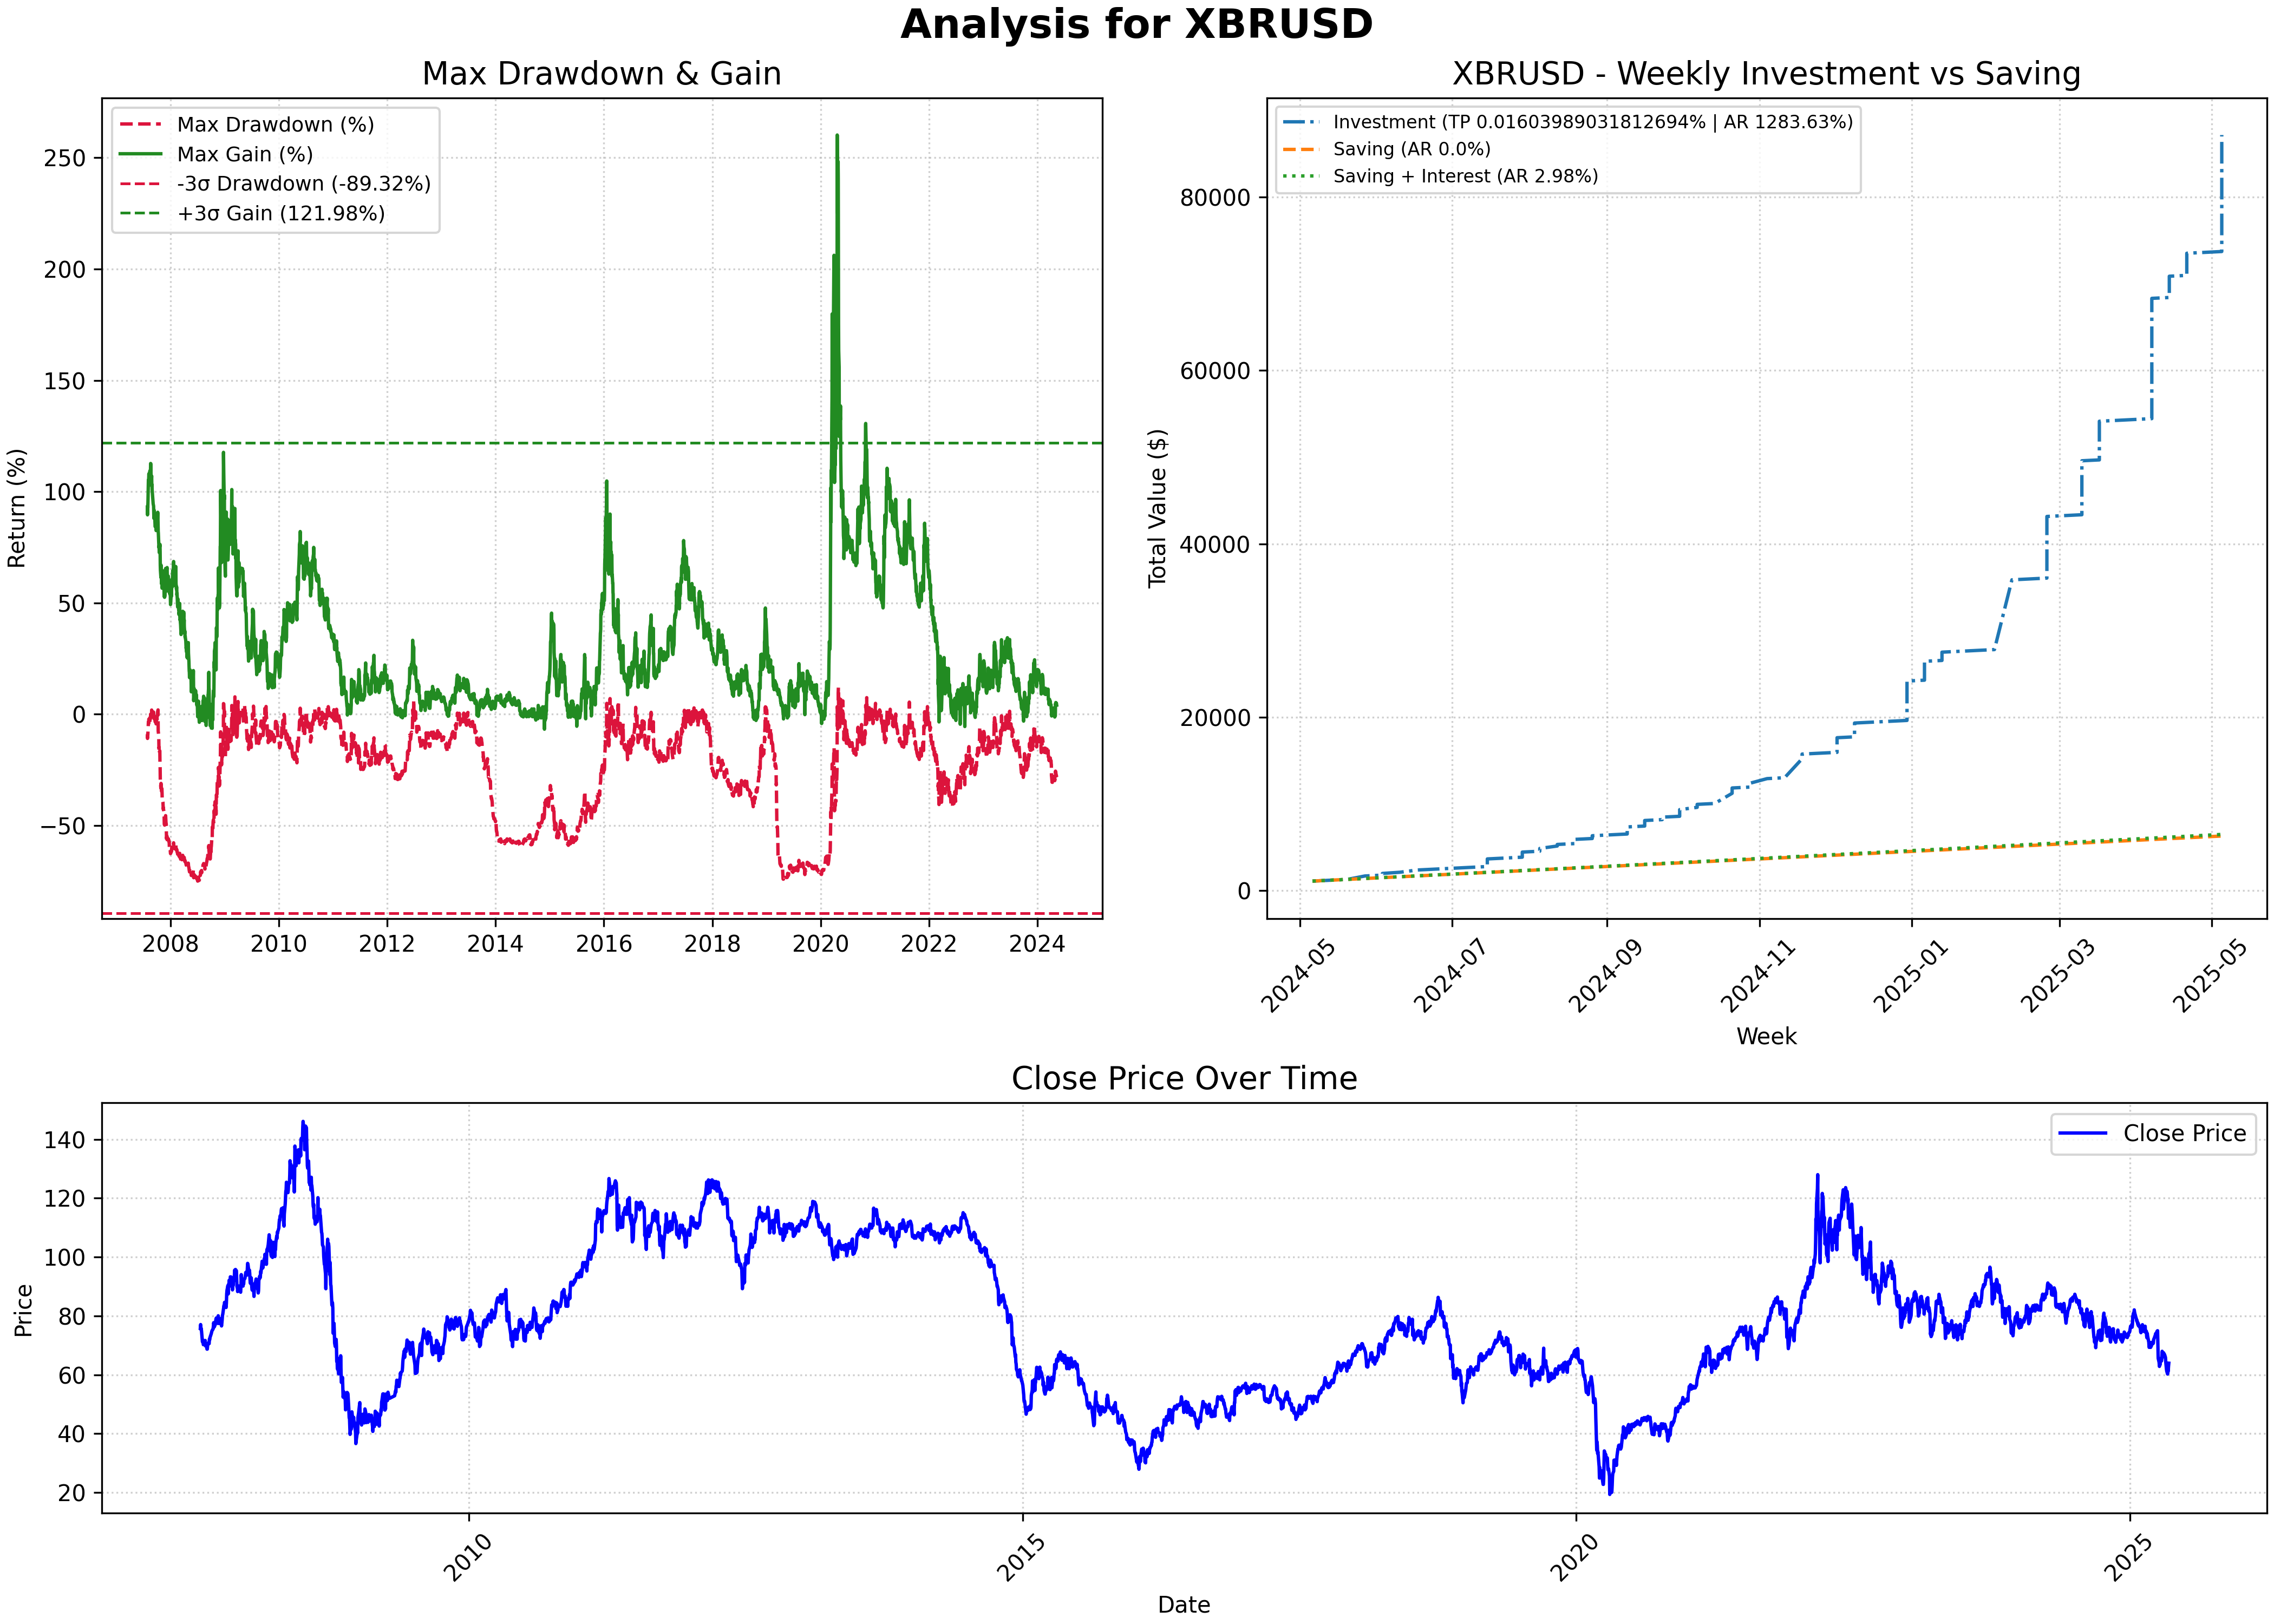 Analysis for XBRUSD
Max Drawdown & Gain
Max Drawdown (%)
Max Gain (%)
-3σ Drawdown (-89.32%)
+3σ Gain (121.98%)
Return (%)
250
200
150
100
50
0
−50
2008 2010 2012 2014 2016 2018 2020 2022 2024
XBRUSD - Weekly Investment vs Saving
Investment (TP 0.01603989031812694% | AR 1283.63%)
Saving (AR 0.0%)
Saving + Interest (AR 2.98%)
Total Value ($)
80000
60000
40000
20000
0
2024-05 2024-07 2024-09 2024-11 2025-01 2025-03 2025-05
Week
Close Price Over Time
Close Price
Price
140
120
100
80
60
40
20
2010 2015 2020 2025
Date